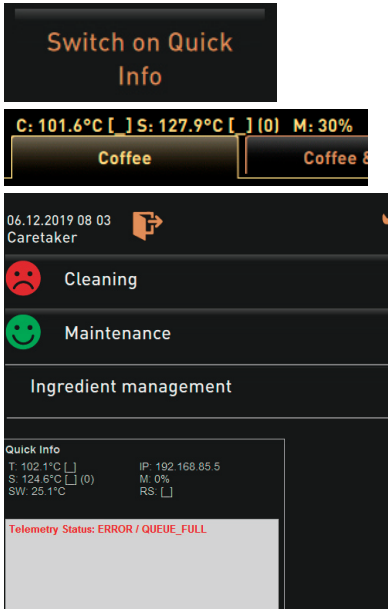 Switch on Quick
Info
C: 101.6°C [_] S: 127.9°C [_] (0) M: 30%
Coffee
Coffee &
06.12.2019 08 03
Caretaker
Cleaning
Maintenance
Ingredient management
Quick Info
T: 102.1°C [_] IP: 192.168.85.5
S: 124.6°C [_] (0) M: 0%
SW: 25.1°C RS: [_]
Telemetry Status: ERROR / QUEUE_FULL